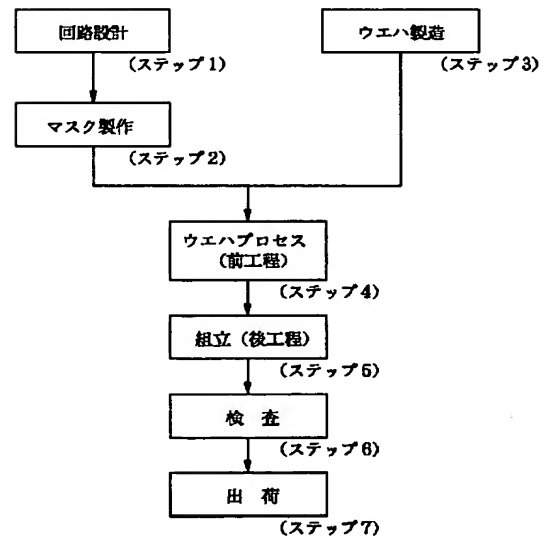 回路設計
(ステップ1)
ウエハ製造
(ステップ3)
マスク製作
(ステップ2)
ウエハプロセス
(前工程)
(ステップ4)
組立(後工程)
(ステップ5)
検 査
(ステップ6)
出 荷
(ステップ7)